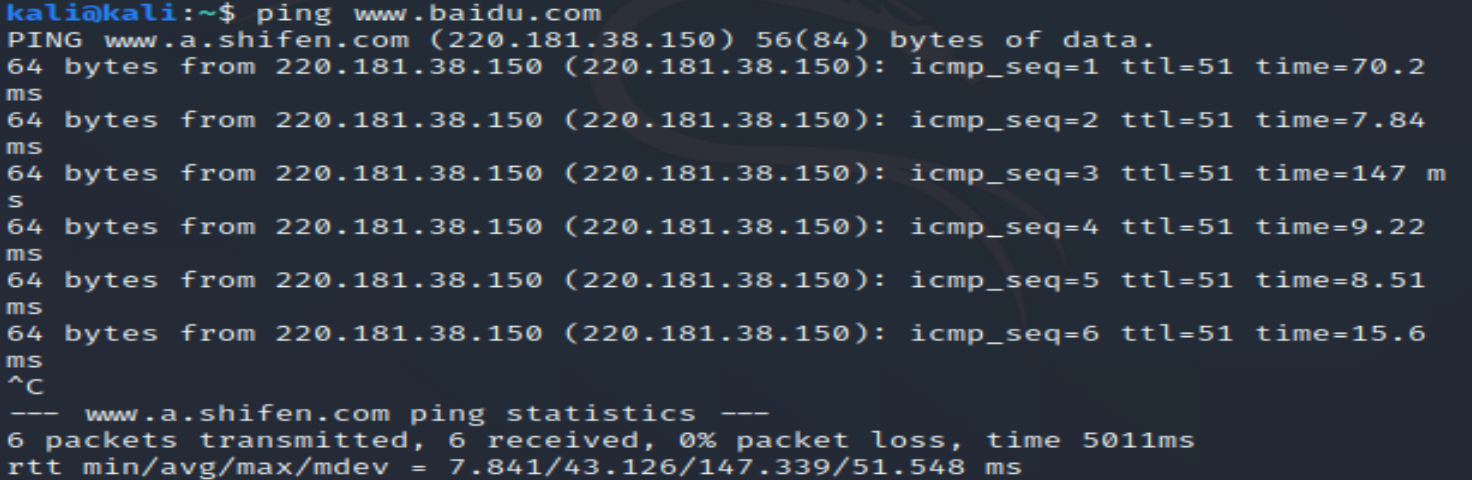 kali@kali:~$ ping www.baidu.com
PING www.a.shifen.com (220.181.38.150) 56(84) bytes of data.
64 bytes from 220.181.38.150 (220.181.38.150): icmp_seq=1 ttl=51 time=70.2
ms
64 bytes from 220.181.38.150 (220.181.38.150): icmp_seq=2 ttl=51 time=7.84
ms
64 bytes from 220.181.38.150 (220.181.38.150): icmp_seq=3 ttl=51 time=147 m
s
64 bytes from 220.181.38.150 (220.181.38.150): icmp_seq=4 ttl=51 time=9.22
ms
64 bytes from 220.181.38.150 (220.181.38.150): icmp_seq=5 ttl=51 time=8.51
ms
64 bytes from 220.181.38.150 (220.181.38.150): icmp_seq=6 ttl=51 time=15.6
ms
^C
--- www.a.shifen.com ping statistics ---
6 packets transmitted, 6 received, 0% packet loss, time 5011ms
rtt min/avg/max/mdev = 7.841/43.126/147.339/51.548 ms